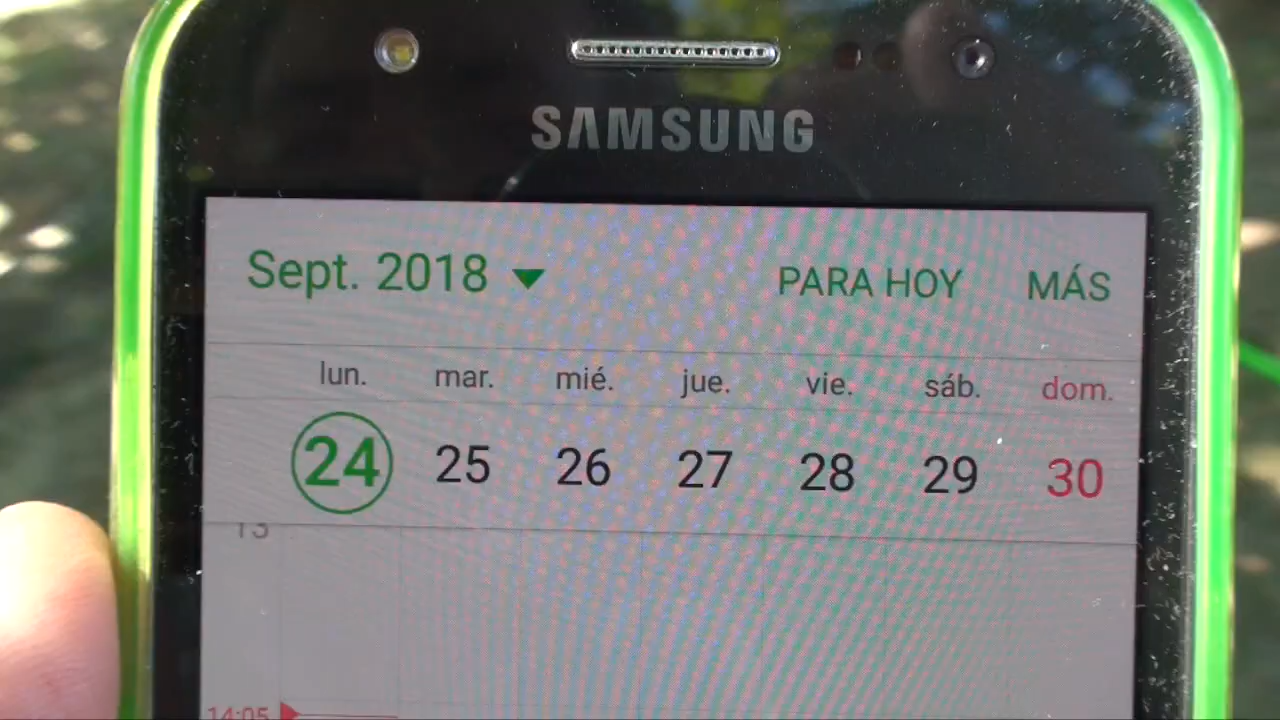 SAMSUNG
Sept. 2018 PARA HOY MÁS
lun. mar. mié. jue. vie. sáb. dom.
24 25 26 27 28 29 30
13
14:05